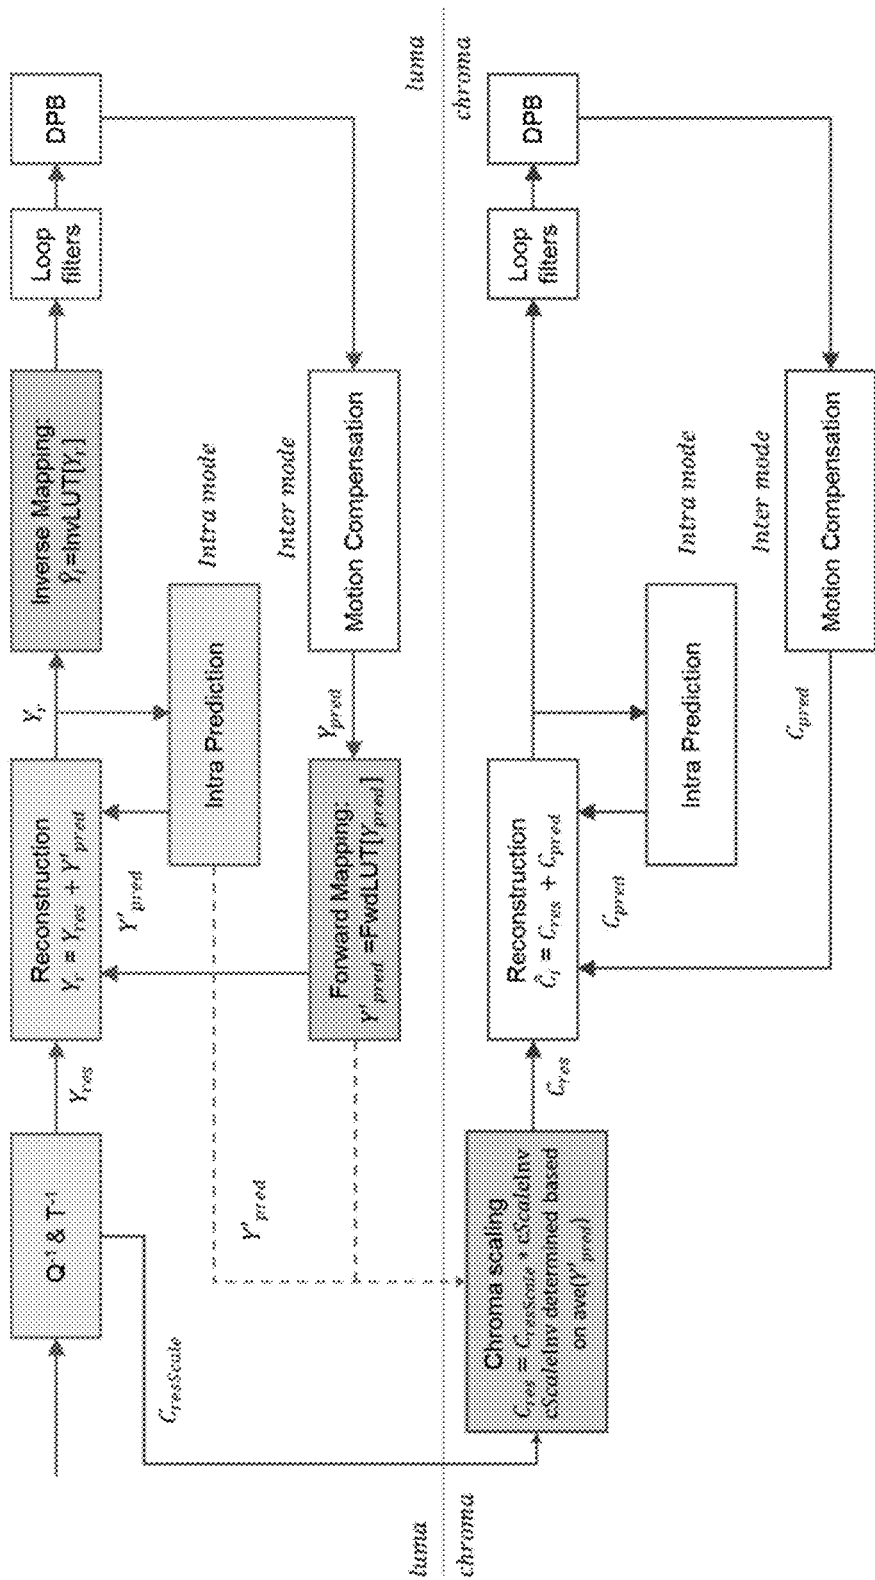 luma
chroma
Q⁻¹ & T⁻¹
Y_res
Reconstruction
Y_r = Y_res + Y'_pred
Y_r
Inverse Mapping:
Ŷ_r=InvLUT[Y_r]
Loop
filters
DPB
Y'_pred
Intra Prediction
Intra mode
Inter mode
Y'_pred
Forward Mapping:
Y'_pred =FwdLUT[Y_pred]
Y_pred
Motion Compensation
C_resScale
luma
chroma
Chroma scaling
C_res = C_resScale * cScaleInv
cScaleInv determined based
on ave(Y'_pred)
C_res
Reconstruction
Ĉ_r = C_res + C_pred
Loop
filters
DPB
C_pred
Intra Prediction
Intra mode
Inter mode
C_pred
Motion Compensation